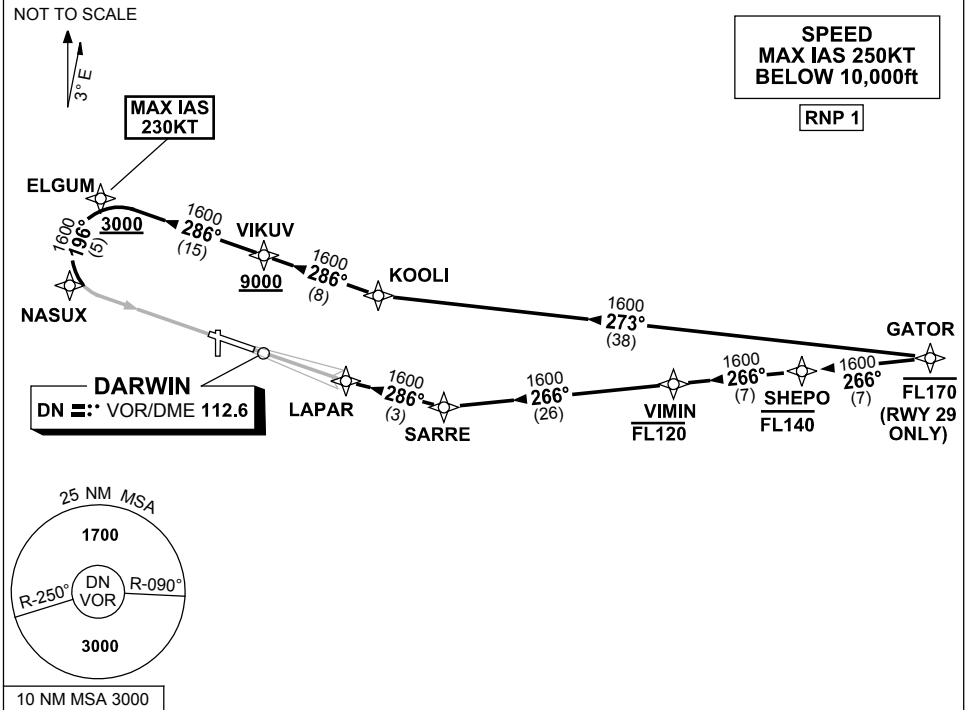 NOT TO SCALE
3° E
SPEED
MAX IAS 250KT
BELOW 10,000ft
RNP 1
MAX IAS
230KT
ELGUM
3000
1600
286°
(15)
VIKUV
9000
1600
286°
(8)
KOOLI
1600
196°
(5)
NASUX
1600
273°
(38)
GATOR
FL170
(RWY 29
ONLY)
1600
266°
(7)
SHEPO
FL140
1600
266°
(7)
VIMIN
FL120
1600
266°
(26)
SARRE
1600
286°
(3)
LAPAR
DARWIN
DN VOR/DME 112.6
25 NM MSA
1700
R-250°
DN
VOR
R-090°
3000
10 NM MSA 3000